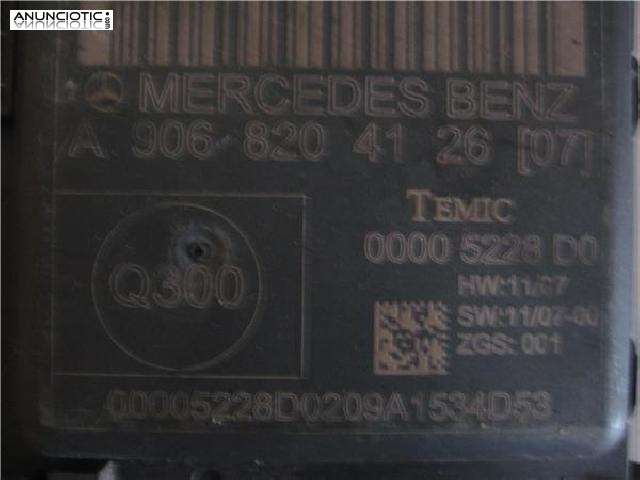 ANUNCIOTIC.com
MERCEDES BENZ
A 906 820 41 26 [07]
TEMIC
0000 5228 D0
HW:11/07
SW:11/07-00
ZGS: 001
Q300
00005228D0209A1534D53